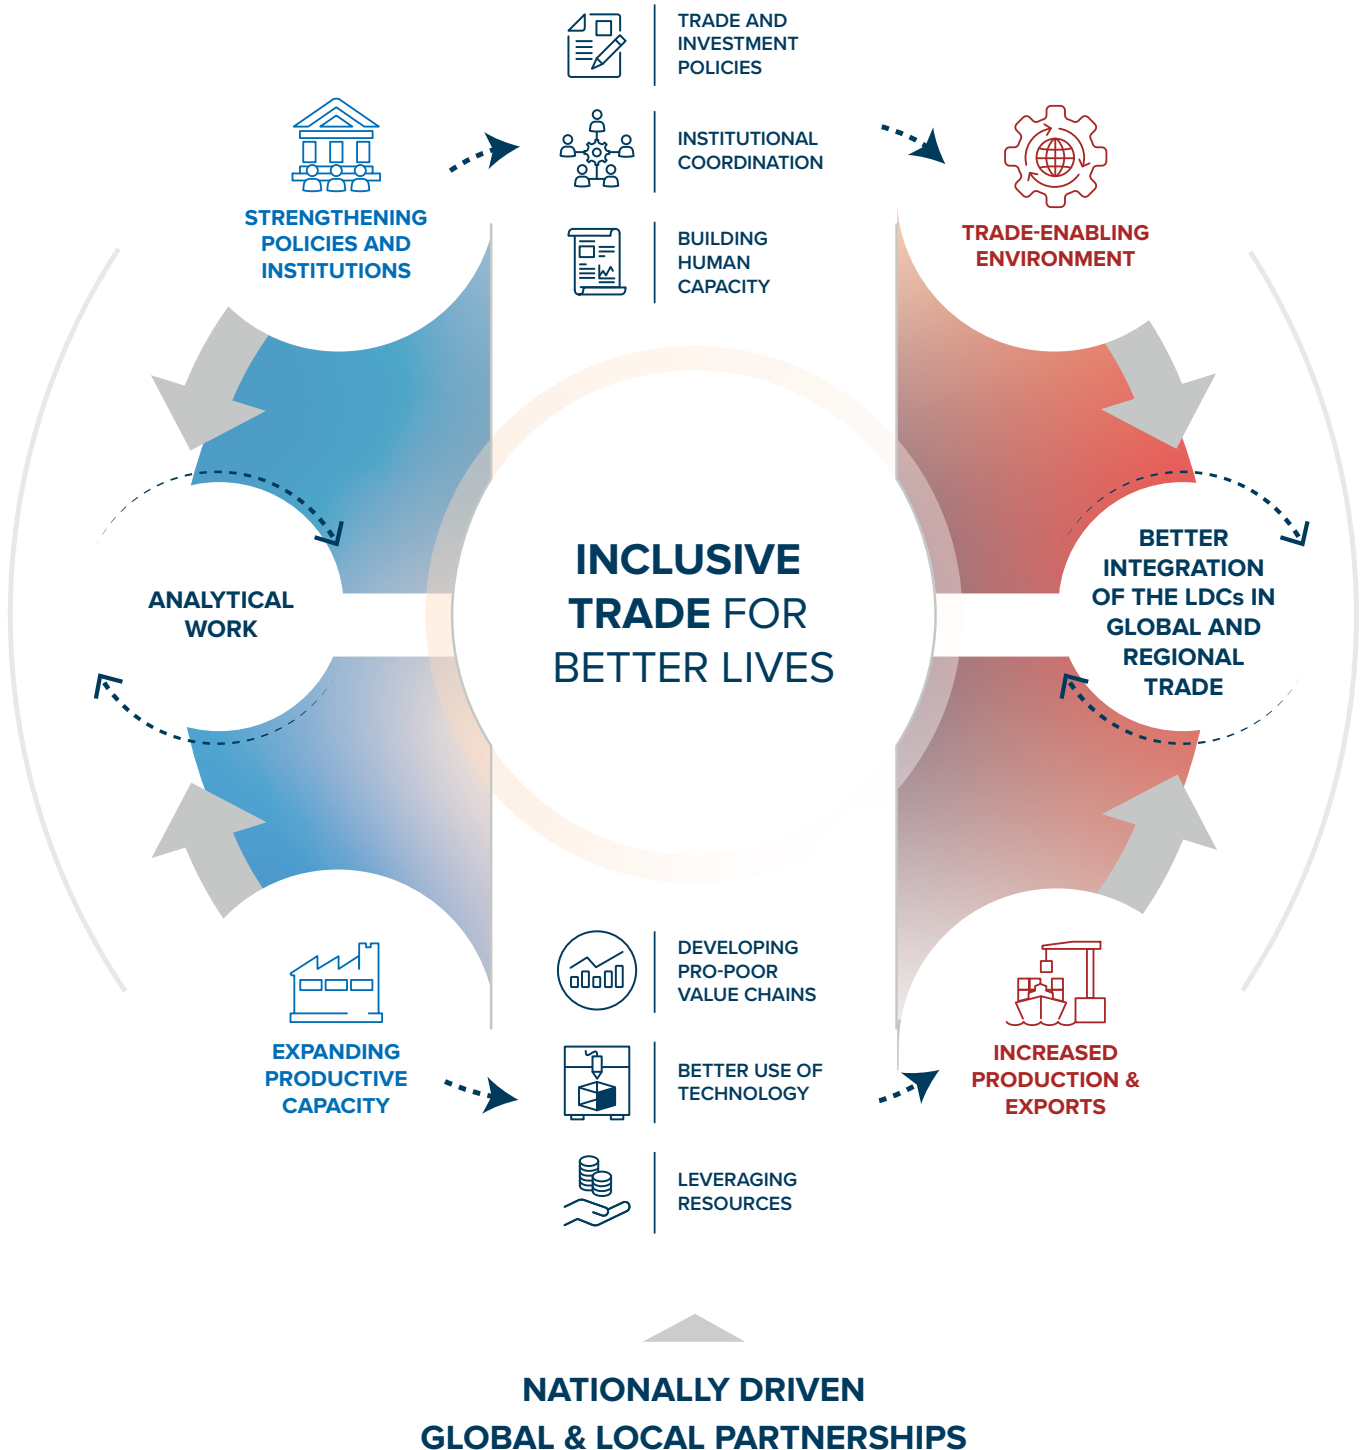 TRADE AND
INVESTMENT
POLICIES
INSTITUTIONAL
COORDINATION
BUILDING
HUMAN
CAPACITY
STRENGTHENING
POLICIES AND
INSTITUTIONS
TRADE-ENABLING
ENVIRONMENT
ANALYTICAL
WORK
INCLUSIVE
TRADE FOR
BETTER LIVES
BETTER
INTEGRATION
OF THE LDCs IN
GLOBAL AND
REGIONAL
TRADE
EXPANDING
PRODUCTIVE
CAPACITY
DEVELOPING
PRO-POOR
VALUE CHAINS
BETTER USE OF
TECHNOLOGY
LEVERAGING
RESOURCES
INCREASED
PRODUCTION &
EXPORTS
NATIONALLY DRIVEN
GLOBAL & LOCAL PARTNERSHIPS